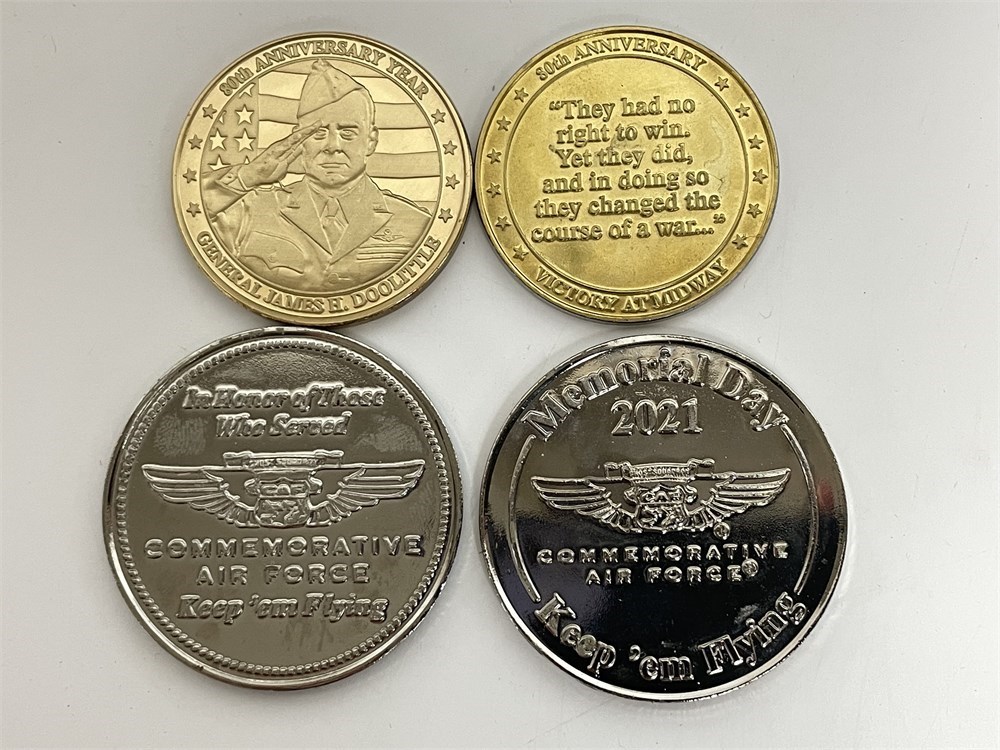 80th ANNIVERSARY YEAR
GENERAL JAMES H. DOOLITTLE
80th ANNIVERSARY
“They had no
right to win.
Yet they did,
and in doing so
they changed the
course of a war...”
VICTORY AT MIDWAY
In Honor of Those
Who Served
CAF
COMMEMORATIVE
AIR FORCE
Keep 'em Flying
Memorial Day
2021
CAF
COMMEMORATIVE
AIR FORCE®
Keep 'em Flying